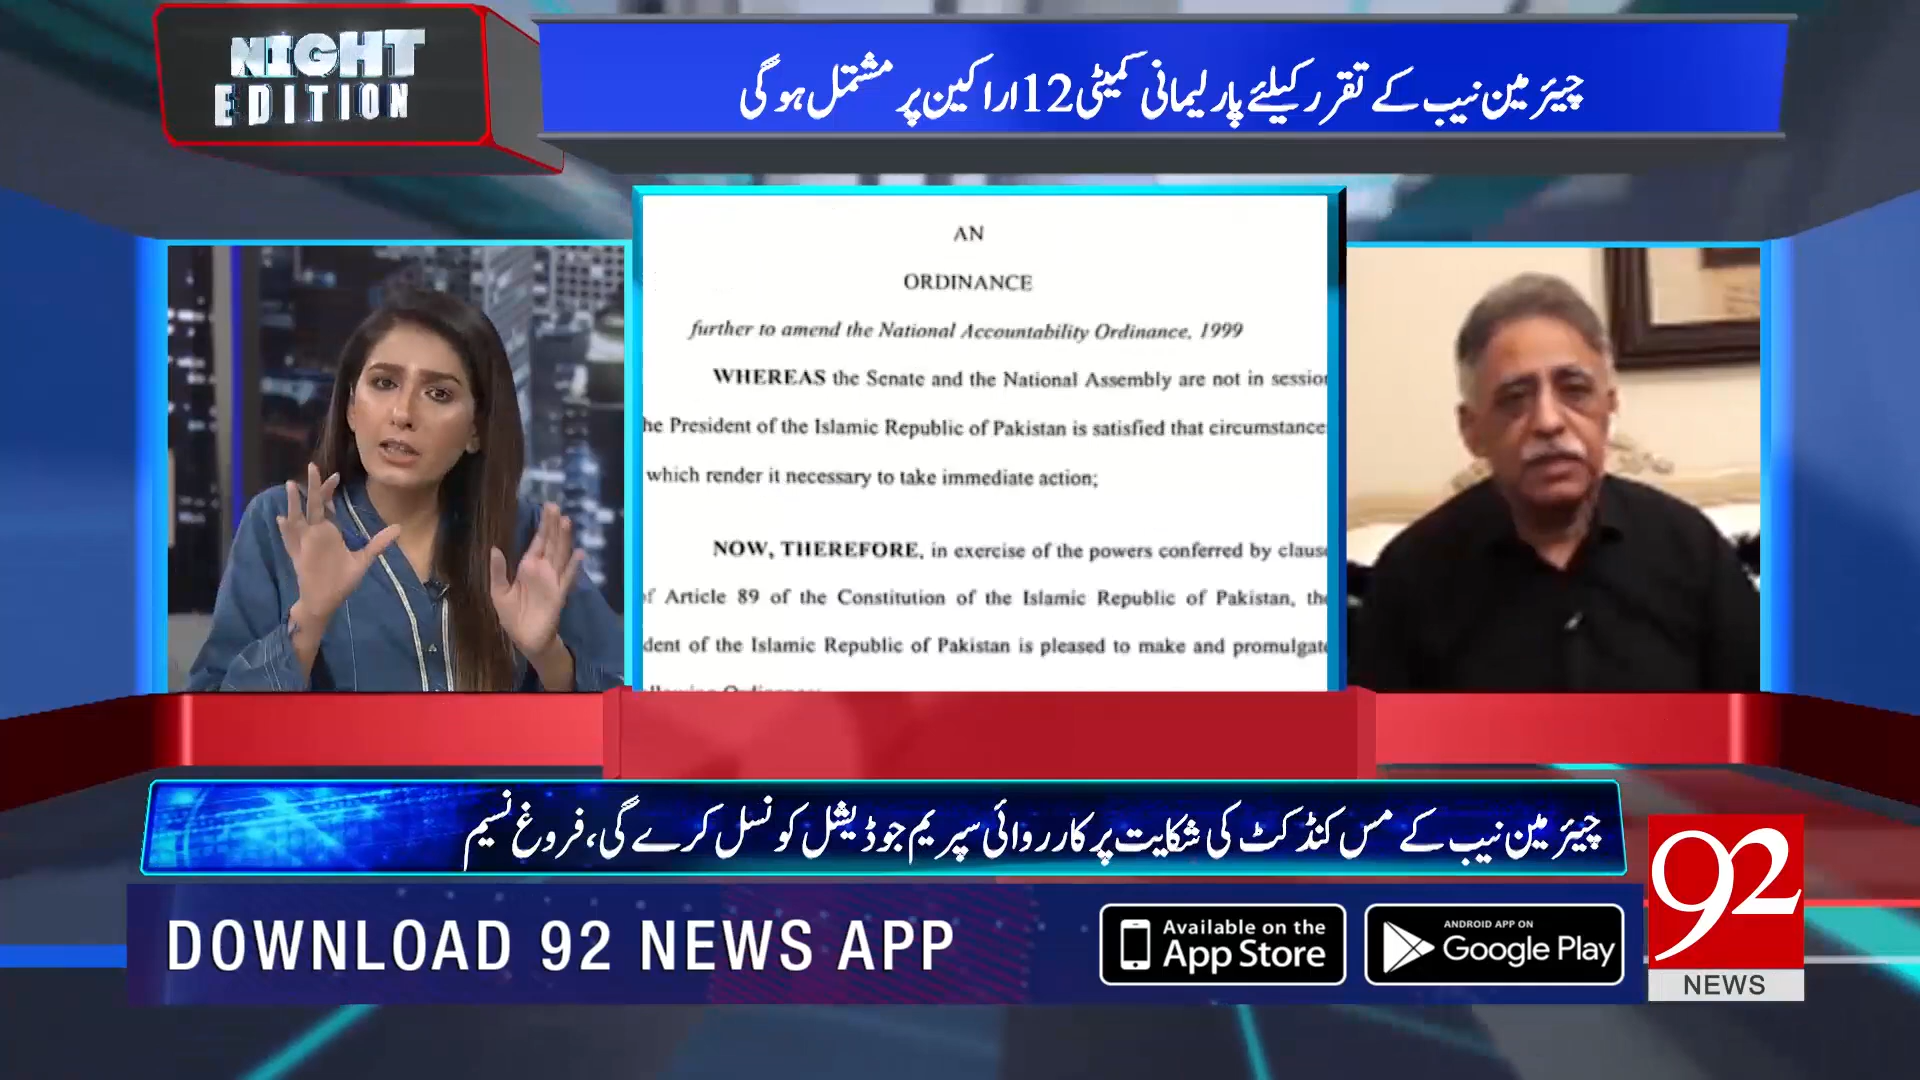 NIGHT
EDITION
چیئرمین نیب کے تقرر کیلئے پارلیمانی کمیٹی 12 اراکین پر مشتمل ہوگی
AN
ORDINANCE
further to amend the National Accountability Ordinance, 1999
WHEREAS the Senate and the National Assembly are not in session
he President of the Islamic Republic of Pakistan is satisfied that circumstance
which render it necessary to take immediate action;
NOW, THEREFORE, in exercise of the powers conferred by clause
of Article 89 of the Constitution of the Islamic Republic of Pakistan, the
dent of the Islamic Republic of Pakistan is pleased to make and promulgate
چیئرمین نیب کے مس کنڈکٹ کی شکایت پر کارروائی سپریم جوڈیشل کونسل کرے گی، فروغ نسیم
DOWNLOAD 92 NEWS APP
Available on the
App Store
ANDROID APP ON
Google Play
92
NEWS